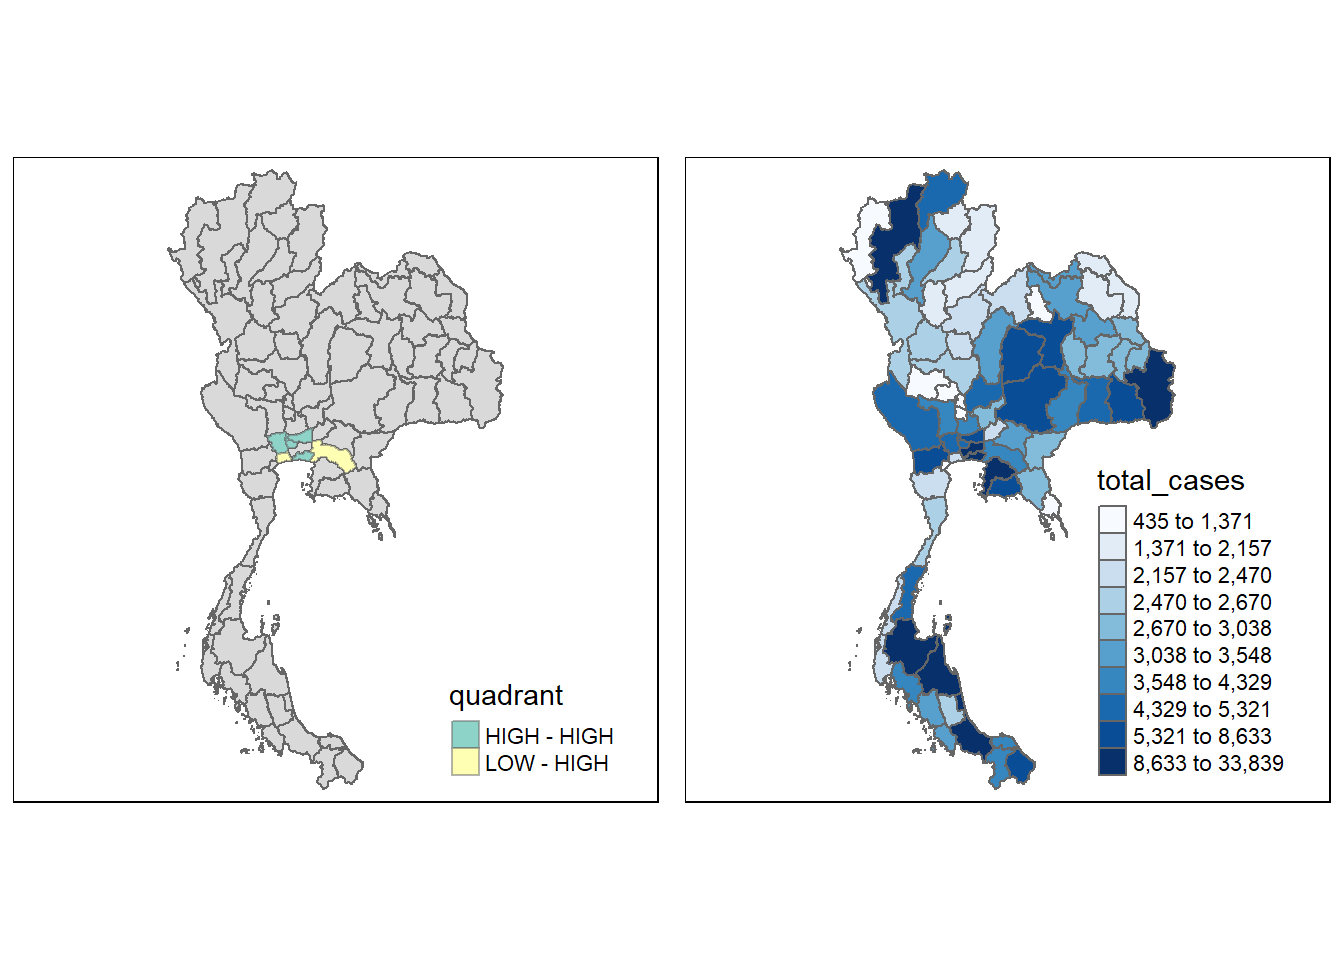 quadrant
HIGH - HIGH
LOW - HIGH
total_cases
435 to 1,371
1,371 to 2,157
2,157 to 2,470
2,470 to 2,670
2,670 to 3,038
3,038 to 3,548
3,548 to 4,329
4,329 to 5,321
5,321 to 8,633
8,633 to 33,839